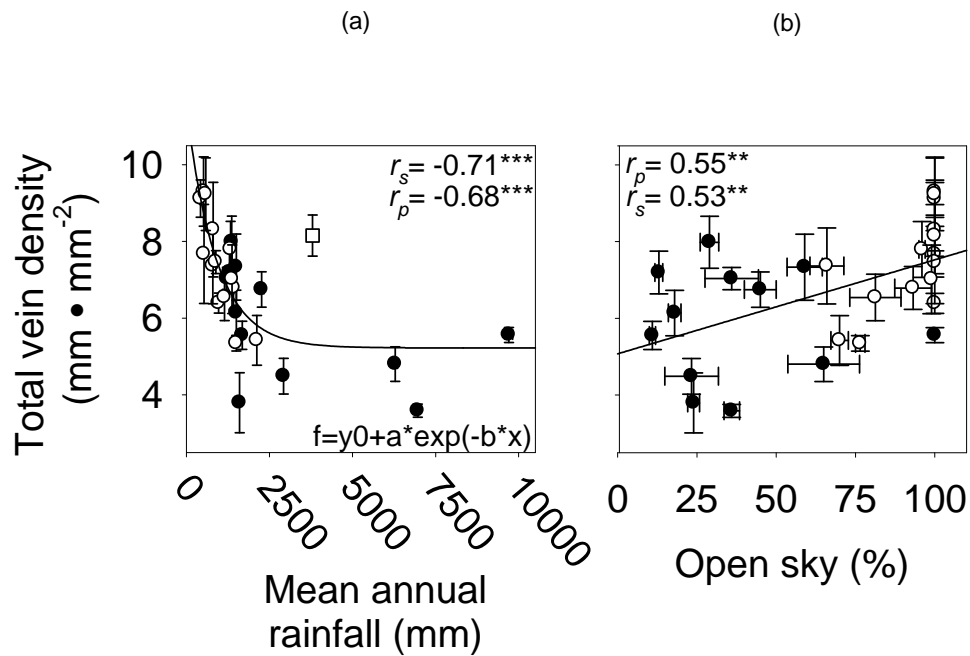 (a)
(b)
Total vein density
(mm • mm-2)
10
8
6
4
rs= -0.71***
rp= -0.68***
f=y0+a*exp(-b*x)
0
2500
5000
7500
10000
Mean annual
rainfall (mm)
rp = 0.55**
rs = 0.53**
0
25
50
75
100
Open sky (%)